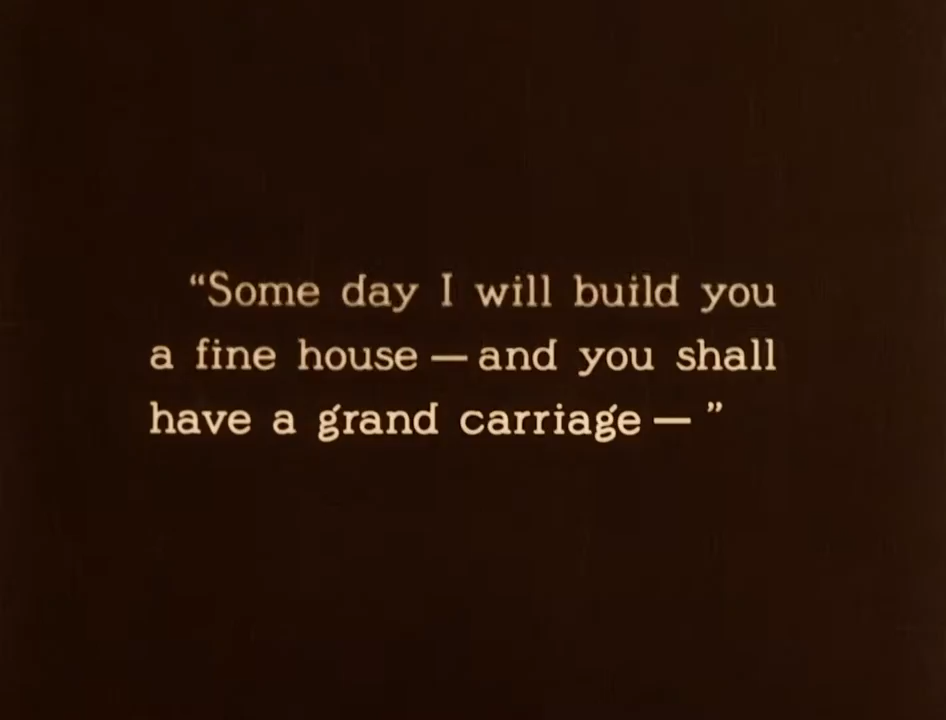 “Some day I will build you
a fine house — and you shall
have a grand carriage — ”